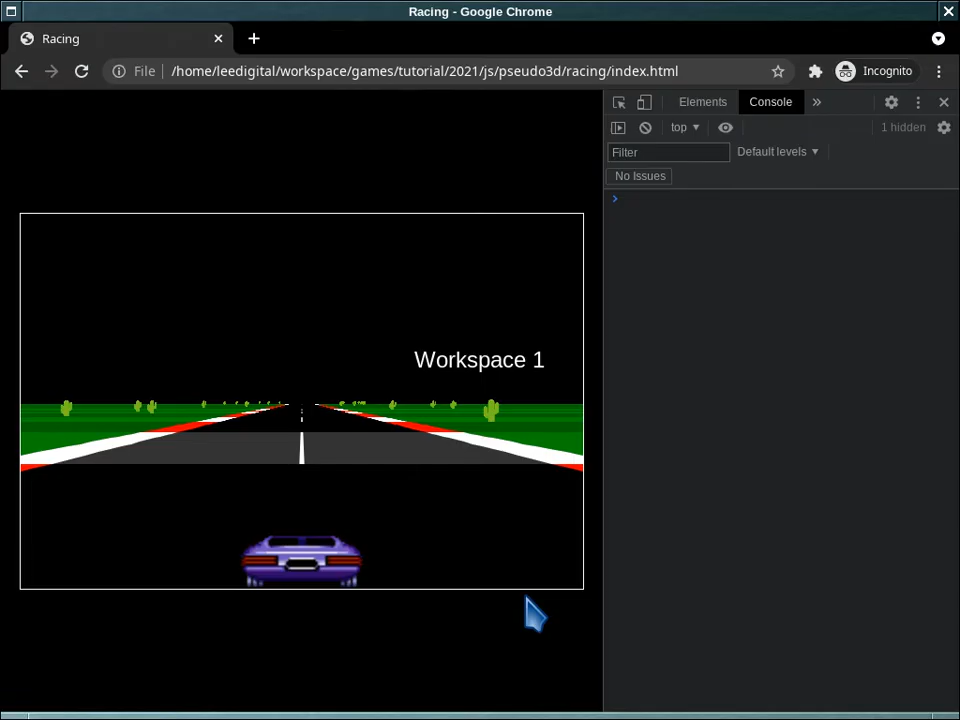 Racing - Google Chrome
Racing
File /home/leedigital/workspace/games/tutorial/2021/js/pseudo3d/racing/index.html Incognito
Elements Console »
top 1 hidden
Filter Default levels
No Issues
Workspace 1